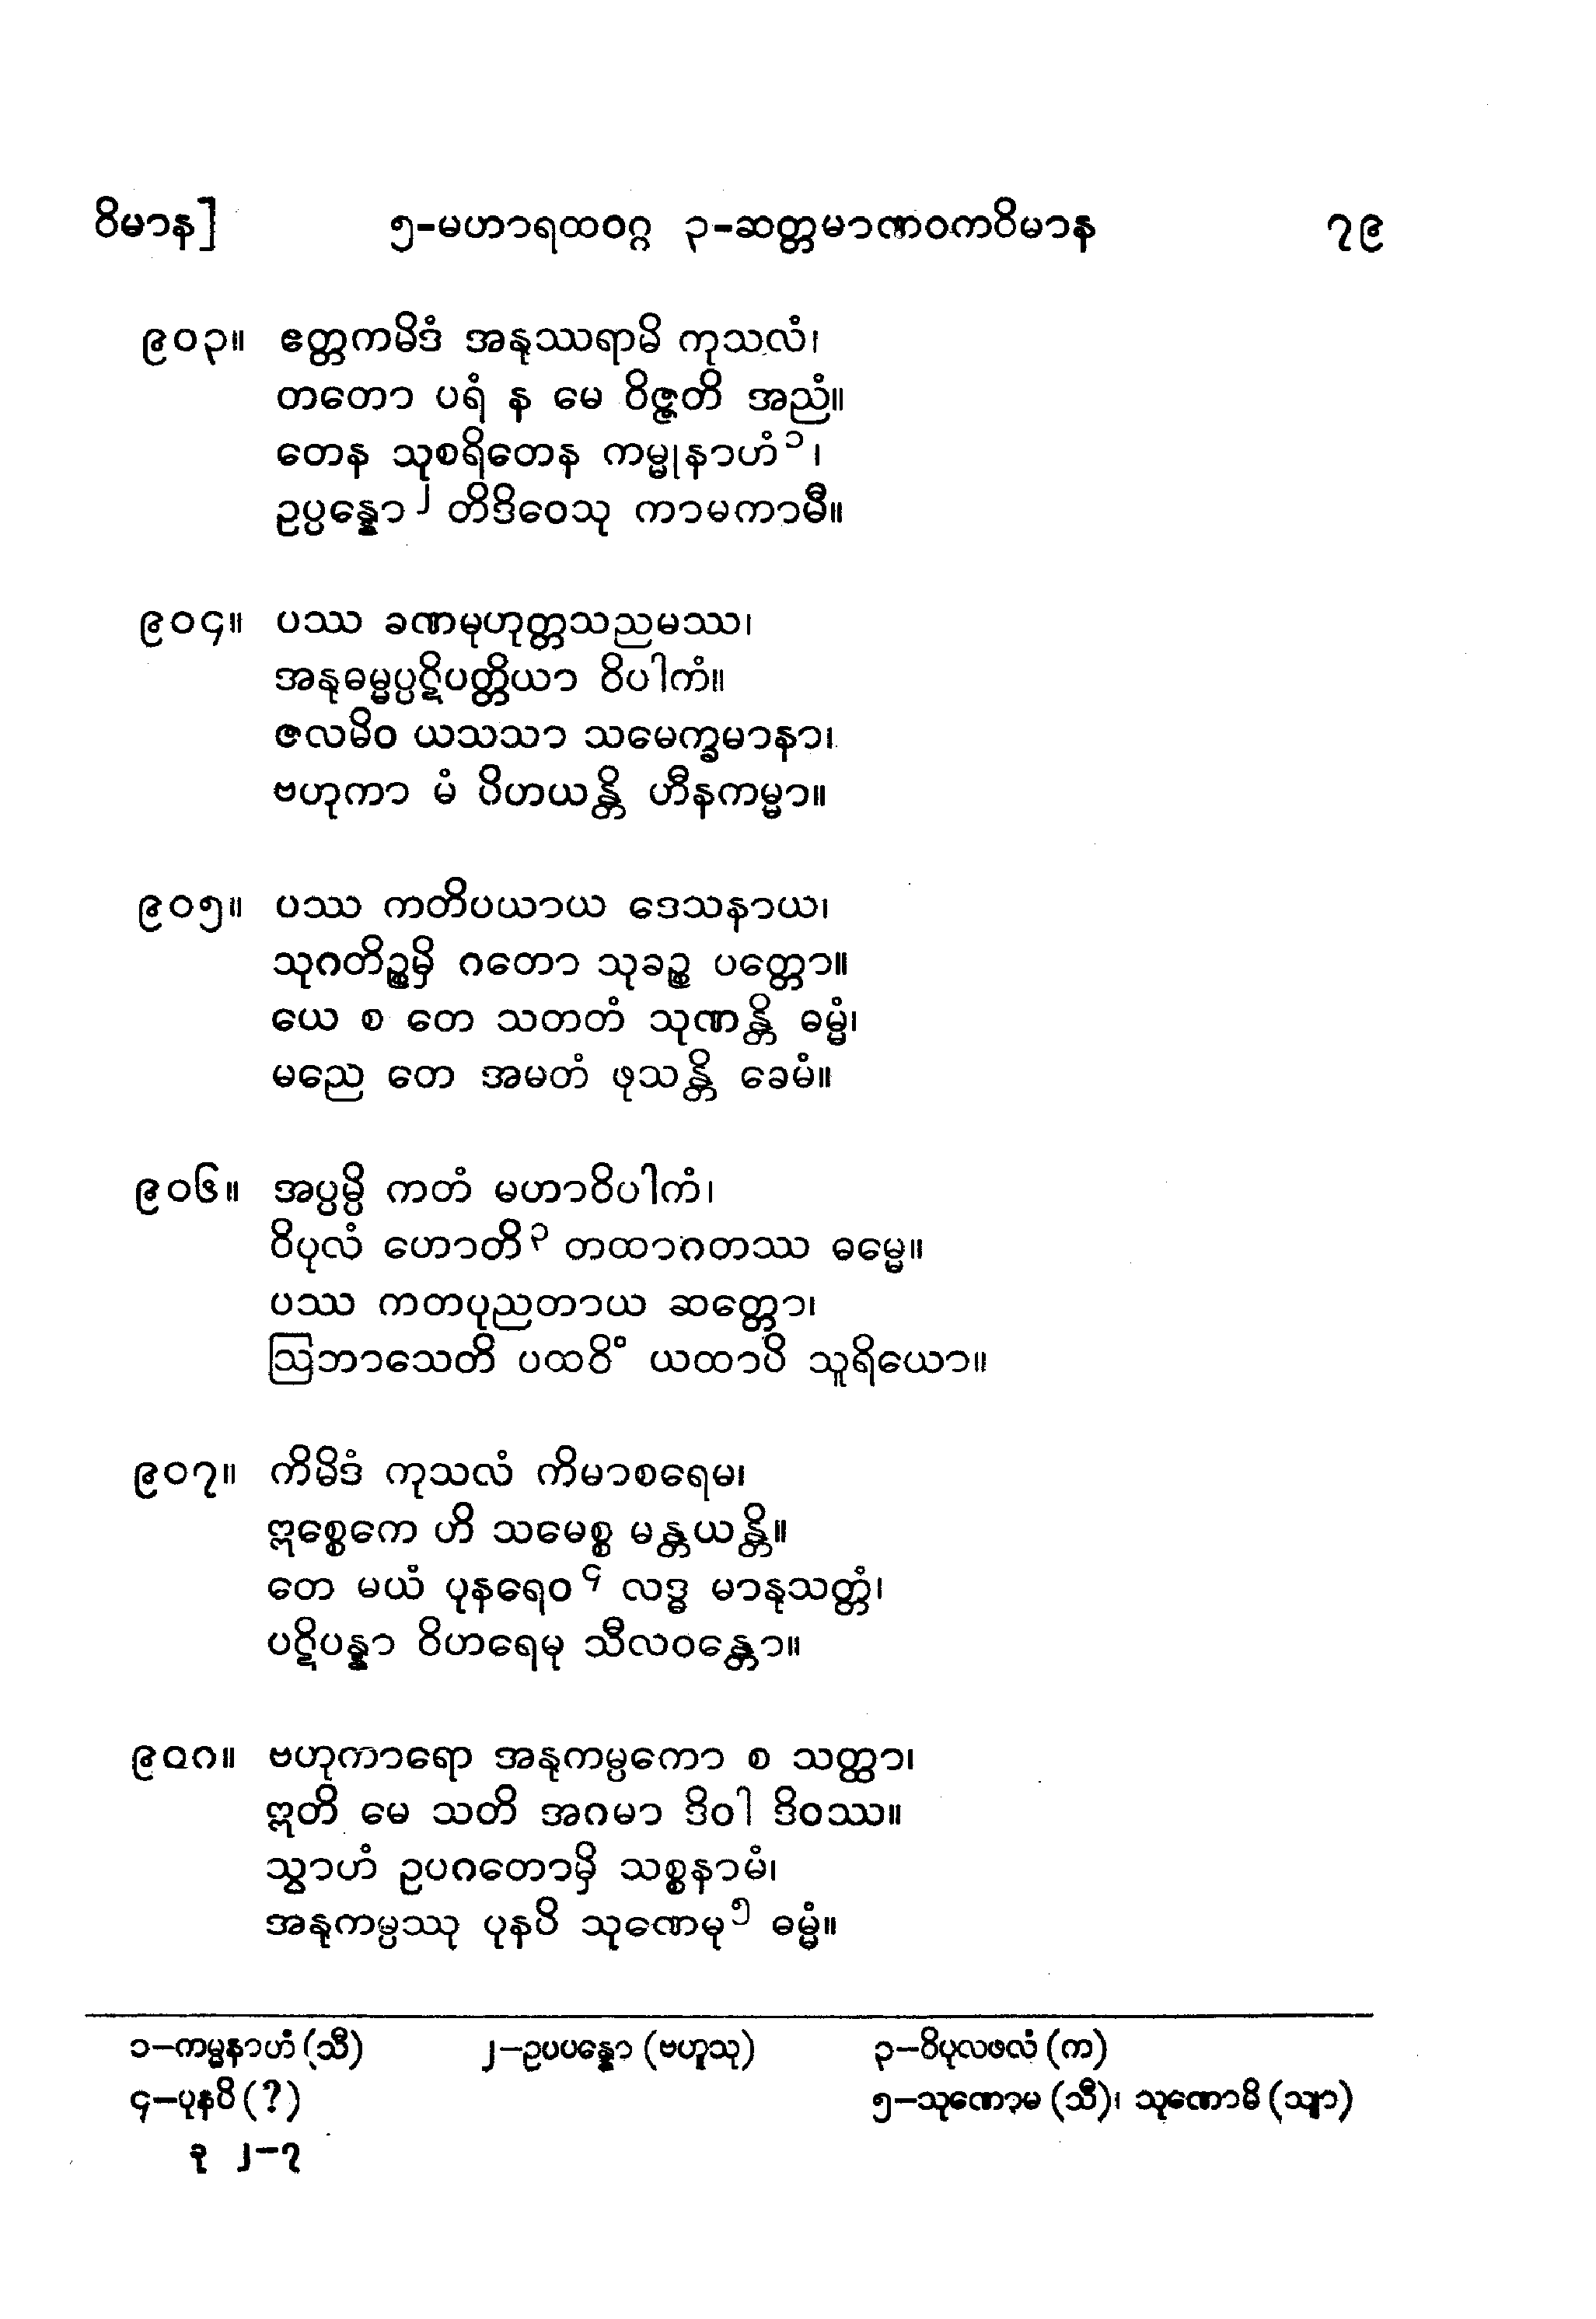 ဝိမာန] ၅-မဟာရထဝဂ္ဂ ၃-ဆတ္တမာဏဝကဝိမာန ၇၉
၉၀၃။ ဧတ္တကမိဒံ အနုဿရာမိ ကုသလံ၊
တတော ပရံ န မေ ဝိဇ္ဇတိ အညံ။
တေန သုစရိတေန ကမ္မုနာဟံ၁၊
ဥပ္ပန္နော၂ တိဒိဝေသု ကာမကာမီ။
၉၀၄။ ပဿ ခဏမုဟုတ္တသညမဿ၊
အနုဓမ္မပ္ပဋိပတ္တိယာ ဝိပါကံ။
ဇလမိဝ ယသသာ သမေက္ခမာနာ၊
ဗဟုကာ မံ ပိဟယန္တိ ဟီနကမ္မာ။
၉၀၅။ ပဿ ကတိပယာယ ဒေသနာယ၊
သုဂတိဉ္စမှိ ဂတော သုခဉ္စ ပတ္တော။
ယေ စ တေ သတတံ သုဏန္တိ ဓမ္မံ၊
မညေ တေ အမတံ ဖုသန္တိ ခေမံ။
၉၀၆။ အပ္ပမ္ပိ ကတံ မဟာဝိပါကံ၊
ဝိပုလံ ဟောတိ၃ တထာဂတဿ ဓမ္မေ။
ပဿ ကတပုညတာယ ဆတ္တော၊
ဩဘာသေတိ ပထဝိံ ယထာပိ သူရိယော။
၉၀၇။ ကိမိဒံ ကုသလံ ကိမာစရေမ၊
ဣစ္စေကေ ဟိ သမေစ္စ မန္တယန္တိ။
တေ မယံ ပုနရေဝ၄ လဒ္ဓ မာနုသတ္တံ၊
ပဋိပန္နာ ဝိဟရေမု သီလဝန္တော။
၉၀၈။ ဗဟုကာရော အနုကမ္ပကော စ သတ္ထာ၊
ဣတိ မေ သတိ အဂမာ ဒိဝါ ဒိဝဿ။
သွာဟံ ဥပဂတောမှိ သစ္စနာမံ၊
အနုကမ္ပဿု ပုနပိ သုဏေမု၅ ဓမ္မံ။
၁–ကမ္မနာဟံ (သီ) ၂–ဥပပန္နော (ဗဟူသု) ၃–ဝိပုလဖလံ (က)
၄–ပုနပိ (?) ၅–သုဏောမ (သီ)၊ သုဏောမိ (သျာ)
ခု ၂–၇